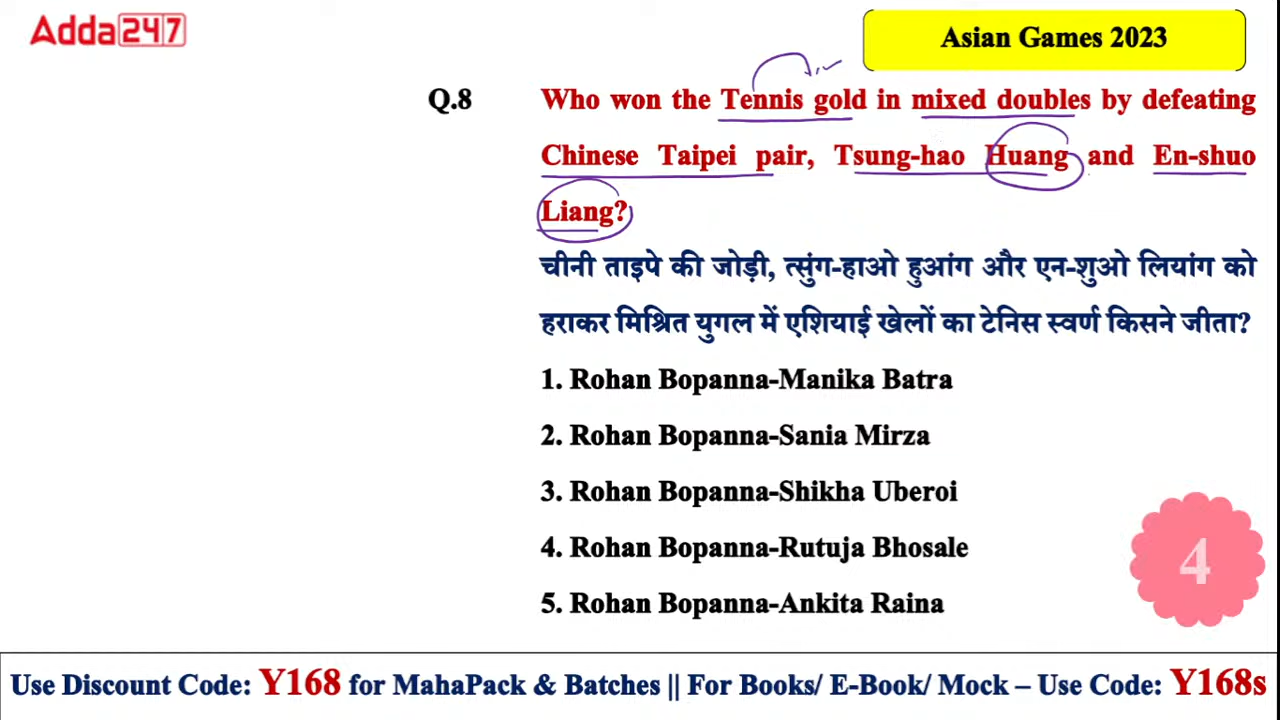 Adda247
Asian Games 2023
Q.8 Who won the Tennis gold in mixed doubles by defeating
Chinese Taipei pair, Tsung-hao Huang and En-shuo
Liang?
चीनी ताइपे की जोड़ी, त्सुंग-हाओ हुआंग और एन-शुओ लियांग को
हराकर मिश्रित युगल में एशियाई खेलों का टेनिस स्वर्ण किसने जीता?
1. Rohan Bopanna-Manika Batra
2. Rohan Bopanna-Sania Mirza
3. Rohan Bopanna-Shikha Uberoi
4. Rohan Bopanna-Rutuja Bhosale
5. Rohan Bopanna-Ankita Raina
4
Use Discount Code: Y168 for MahaPack & Batches || For Books/ E-Book/ Mock – Use Code: Y168s